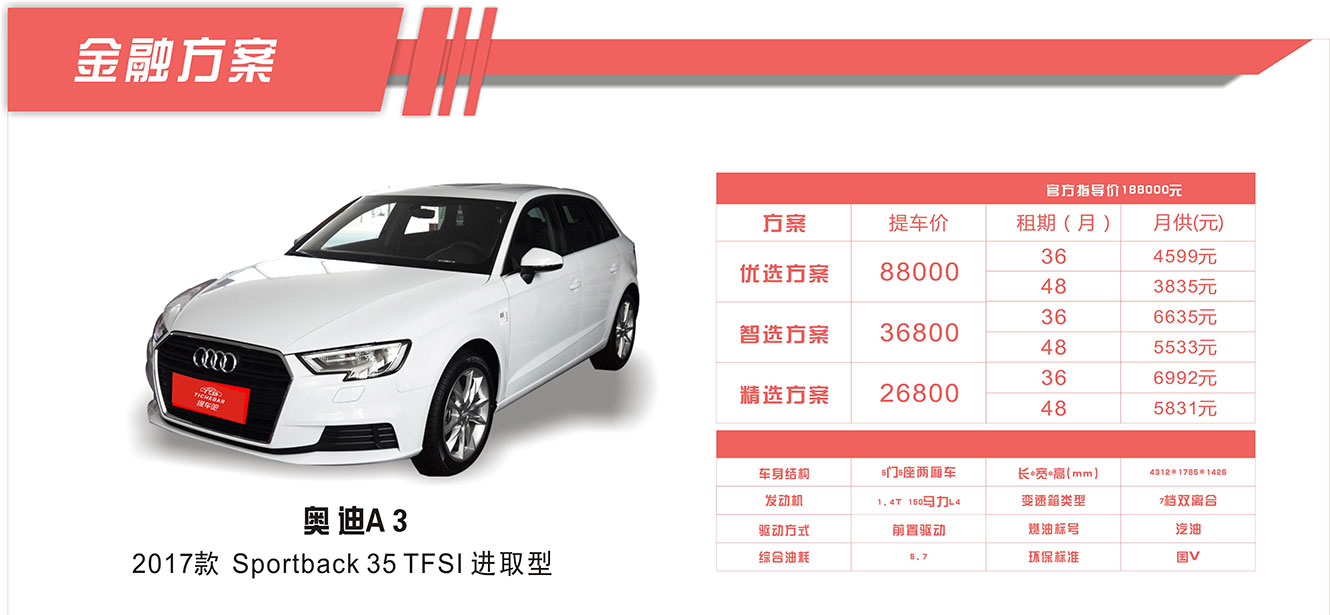 金融方案
TICHEBAR
提车吧
奥迪A 3
2017款 Sportback 35 TFSI 进取型
官方指导价188000元
方案 提车价 租期（月） 月供(元)
优选方案 88000 36 4599元
48 3835元
智选方案 36800 36 6635元
48 5533元
精选方案 26800 36 6992元
48 5831元
车身结构 5门5座两厢车 长*宽*高(mm) 4312*1785*1426
发动机 1.4T 150马力L4 变速箱类型 7档双离合
驱动方式 前置驱动 燃油标号 汽油
综合油耗 5.7 环保标准 国V